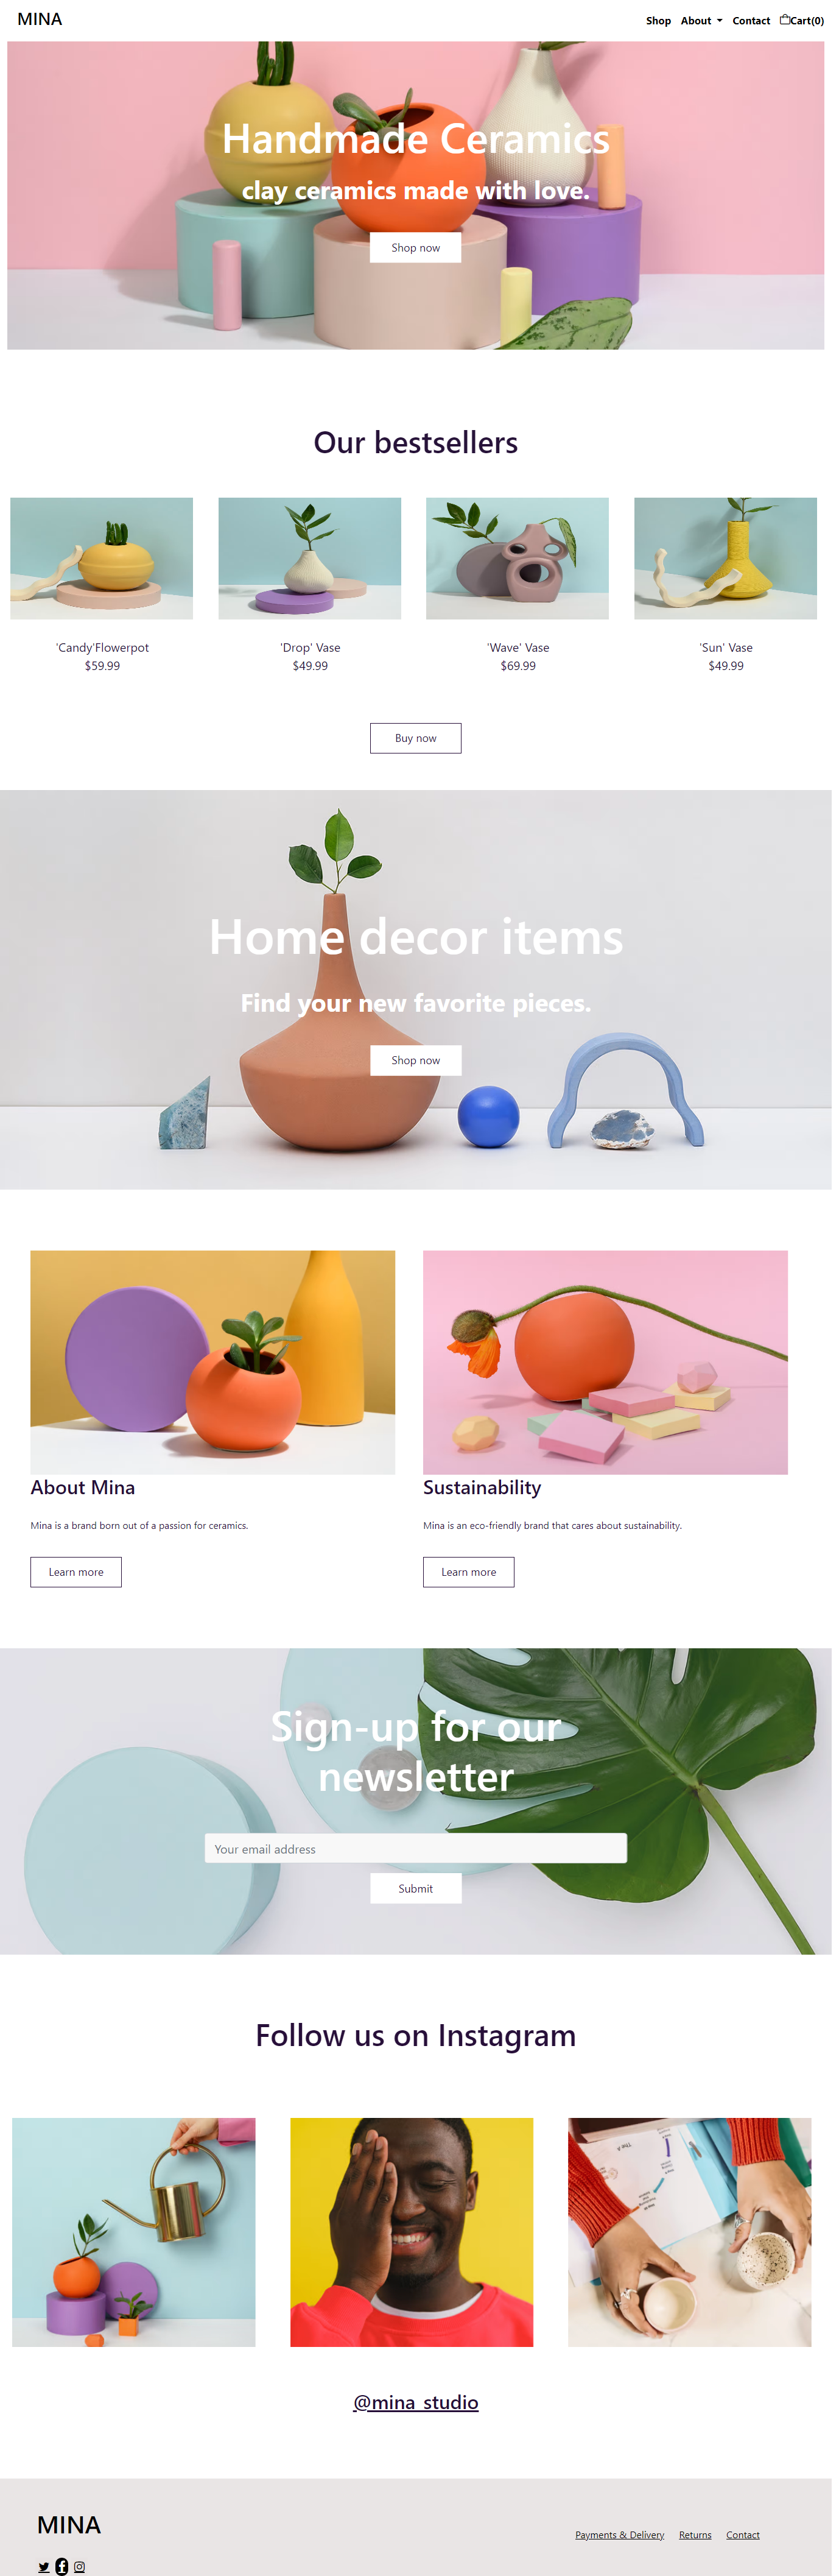 MINA
Shop About Contact Cart(0)
Handmade Ceramics
clay ceramics made with love.
Shop now
Our bestsellers
'Candy'Flowerpot
$59.99
'Drop' Vase
$49.99
'Wave' Vase
$69.99
'Sun' Vase
$49.99
Buy now
Home decor items
Find your new favorite pieces.
Shop now
About Mina
Mina is a brand born out of a passion for ceramics.
Learn more
Sustainability
Mina is an eco-friendly brand that cares about sustainability.
Learn more
Sign-up for our
newsletter
Your email address
Submit
Follow us on Instagram
@mina_studio
MINA
Payments & Delivery Returns Contact